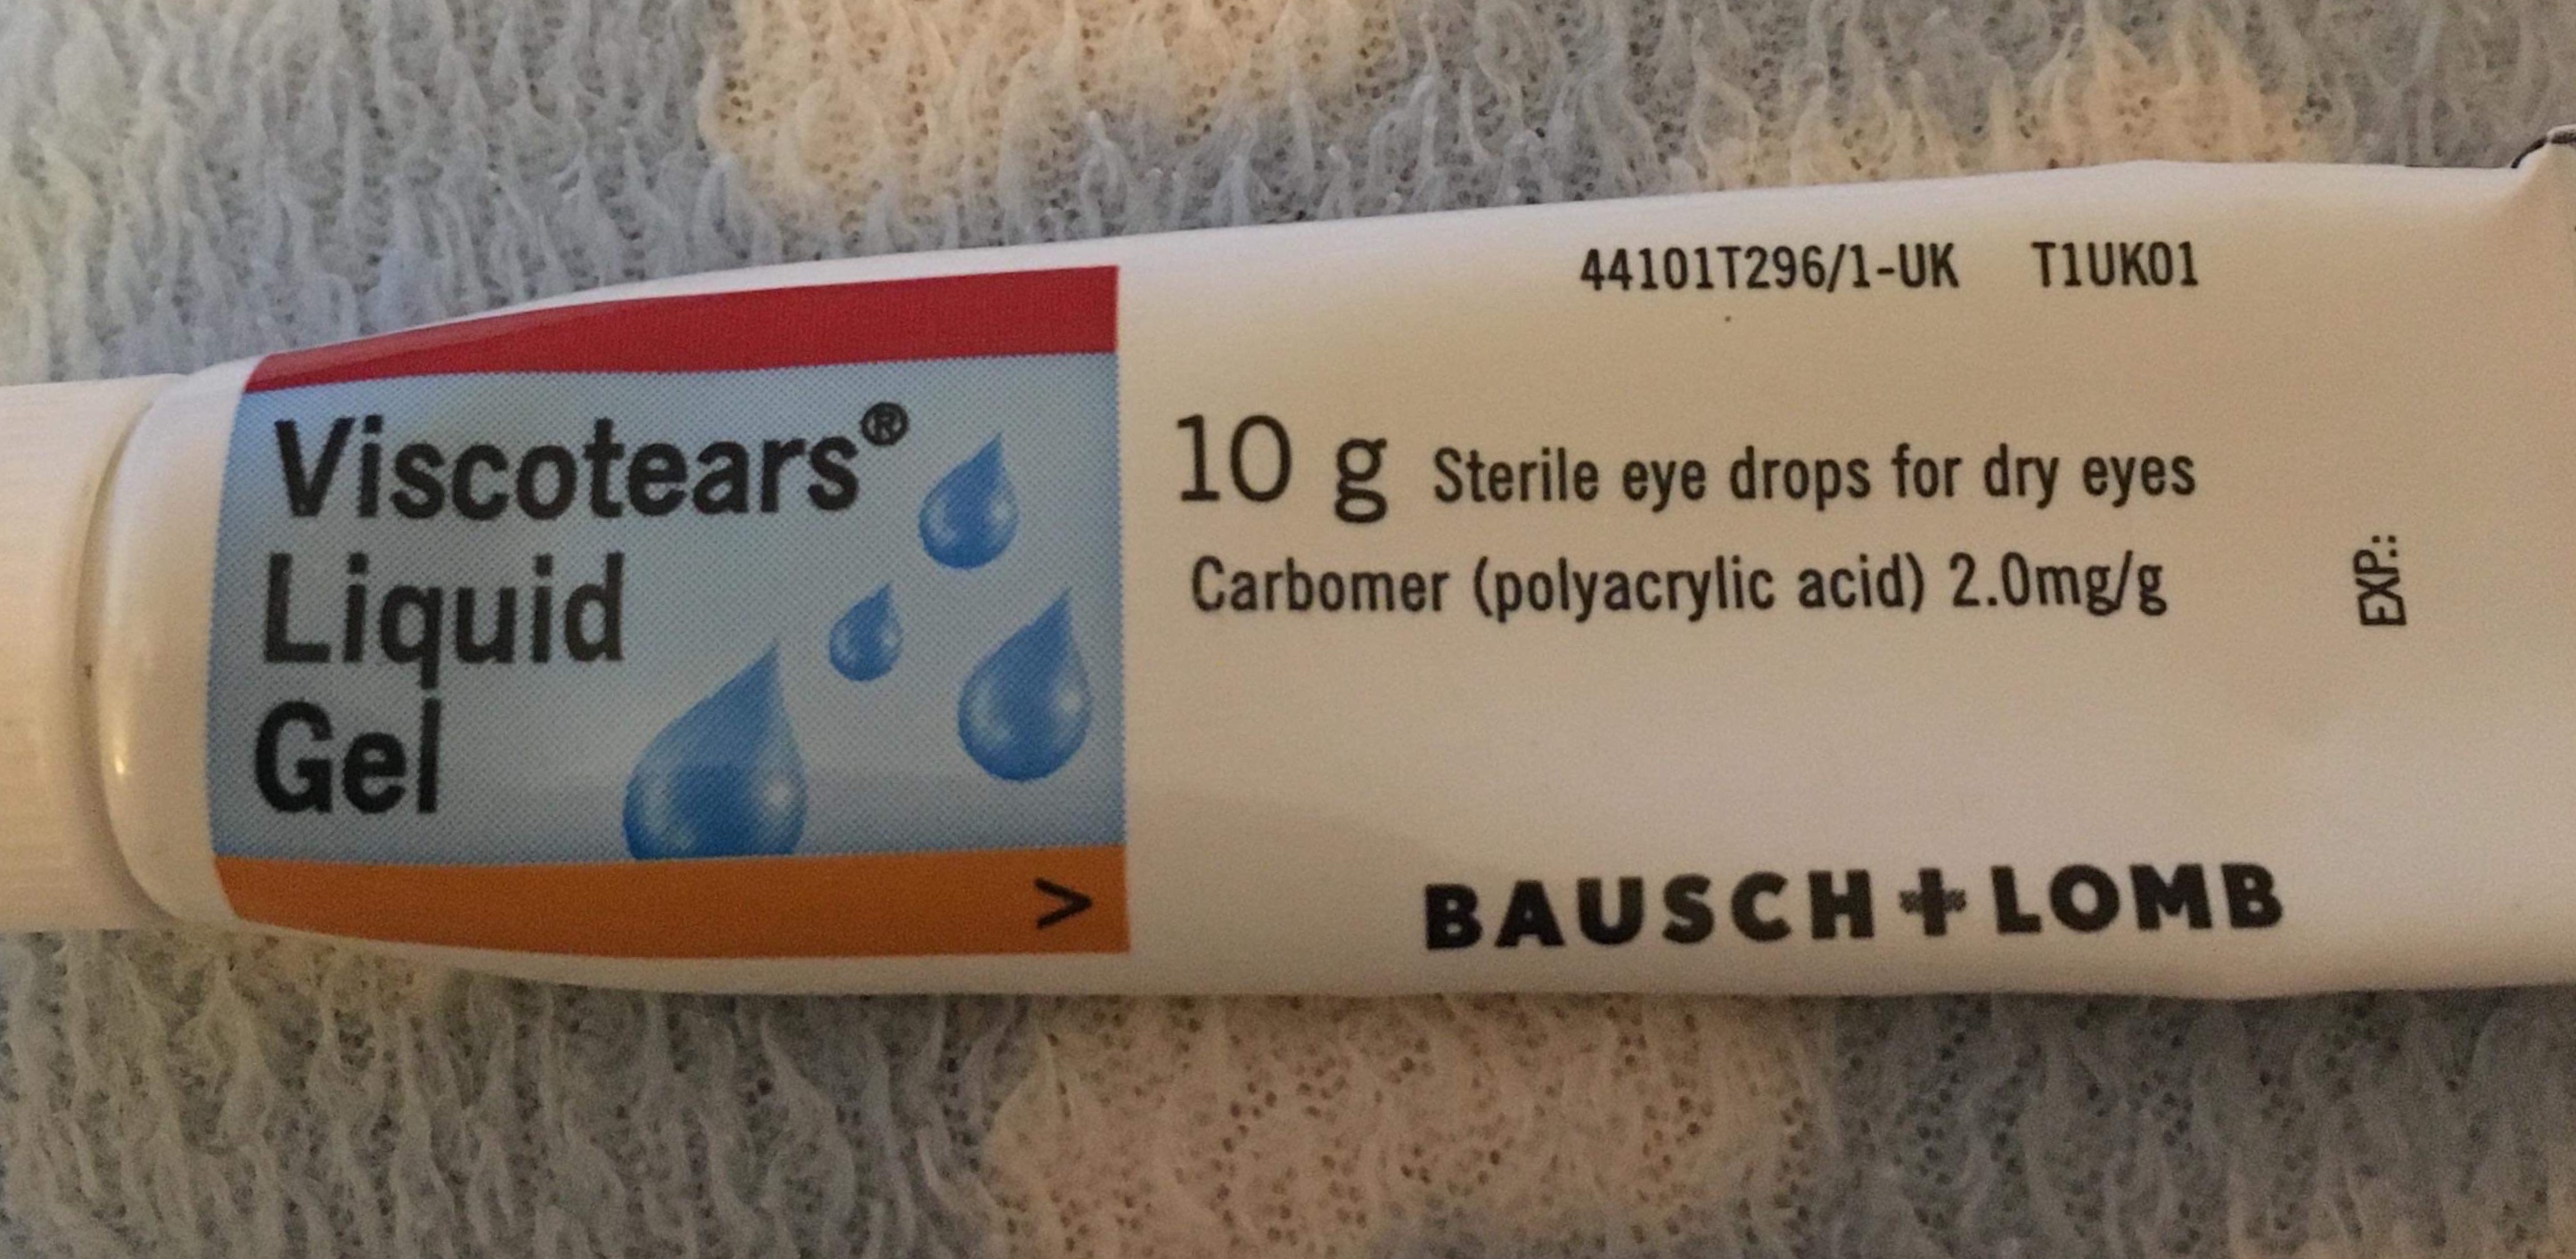 Viscotears®
Liquid
Gel
>
44101T296/1-UK T1UK01
10 g Sterile eye drops for dry eyes
Carbomer (polyacrylic acid) 2.0mg/g
EXP.:
BAUSCH + LOMB